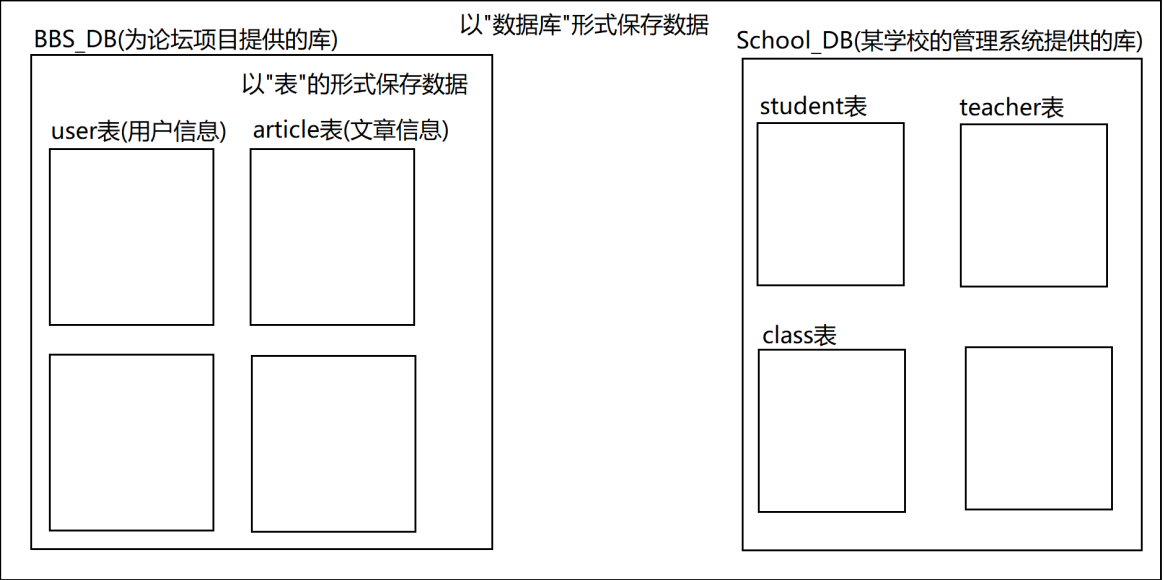 以"数据库"形式保存数据
BBS_DB(为论坛项目提供的库)
以"表"的形式保存数据
user表(用户信息)
article表(文章信息)
School_DB(某学校的管理系统提供的库)
student表
teacher表
class表